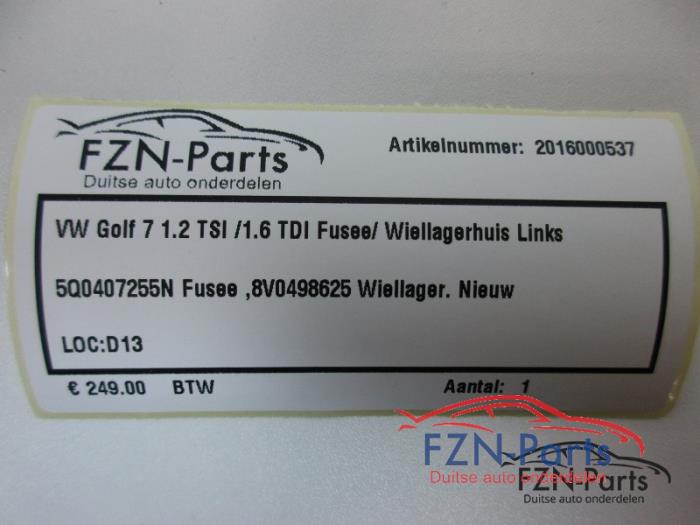 FZN-Parts
Duitse auto onderdelen
Artikelnummer: 2016000537
VW Golf 7 1.2 TSI /1.6 TDI Fusee/ Wiellagerhuis Links
5Q0407255N Fusee ,8V0498625 Wiellager. Nieuw
LOC:D13
€ 249.00 BTW Aantal: 1
FZN-Parts
Duitse auto onderdelen
FZN-Parts
Duitse auto onderdelen